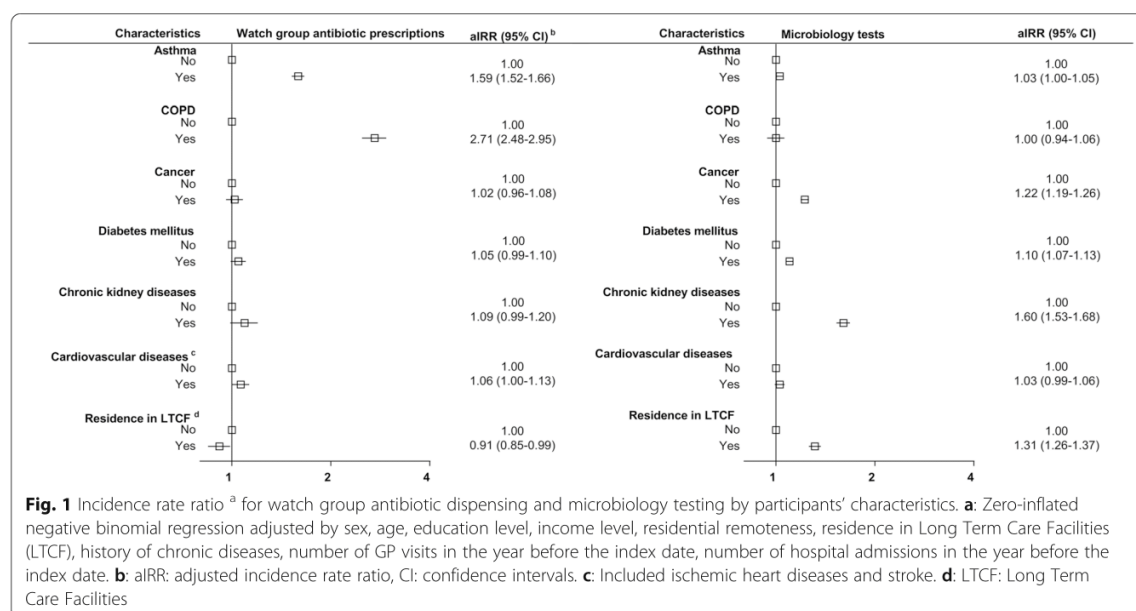 Characteristics Watch group antibiotic prescriptions aIRR (95% CI) b
Asthma
No 1.00
Yes 1.59 (1.52-1.66)
COPD
No 1.00
Yes 2.71 (2.48-2.95)
Cancer
No 1.00
Yes 1.02 (0.96-1.08)
Diabetes mellitus
No 1.00
Yes 1.05 (0.99-1.10)
Chronic kidney diseases
No 1.00
Yes 1.09 (0.99-1.20)
Cardiovascular diseases c
No 1.00
Yes 1.06 (1.00-1.13)
Residence in LTCF d
No 1.00
Yes 0.91 (0.85-0.99)
1 2 4
Characteristics Microbiology tests aIRR (95% CI)
Asthma
No 1.00
Yes 1.03 (1.00-1.05)
COPD
No 1.00
Yes 1.00 (0.94-1.06)
Cancer
No 1.00
Yes 1.22 (1.19-1.26)
Diabetes mellitus
No 1.00
Yes 1.10 (1.07-1.13)
Chronic kidney diseases
No 1.00
Yes 1.60 (1.53-1.68)
Cardiovascular diseases
No 1.00
Yes 1.03 (0.99-1.06)
Residence in LTCF
No 1.00
Yes 1.31 (1.26-1.37)
1 2 4
Fig. 1 Incidence rate ratio a for watch group antibiotic dispensing and microbiology testing by participants' characteristics. a: Zero-inflated
negative binomial regression adjusted by sex, age, education level, income level, residential remoteness, residence in Long Term Care Facilities
(LTCF), history of chronic diseases, number of GP visits in the year before the index date, number of hospital admissions in the year before the
index date. b: aIRR: adjusted incidence rate ratio, CI: confidence intervals. c: Included ischemic heart diseases and stroke. d: LTCF: Long Term
Care Facilities